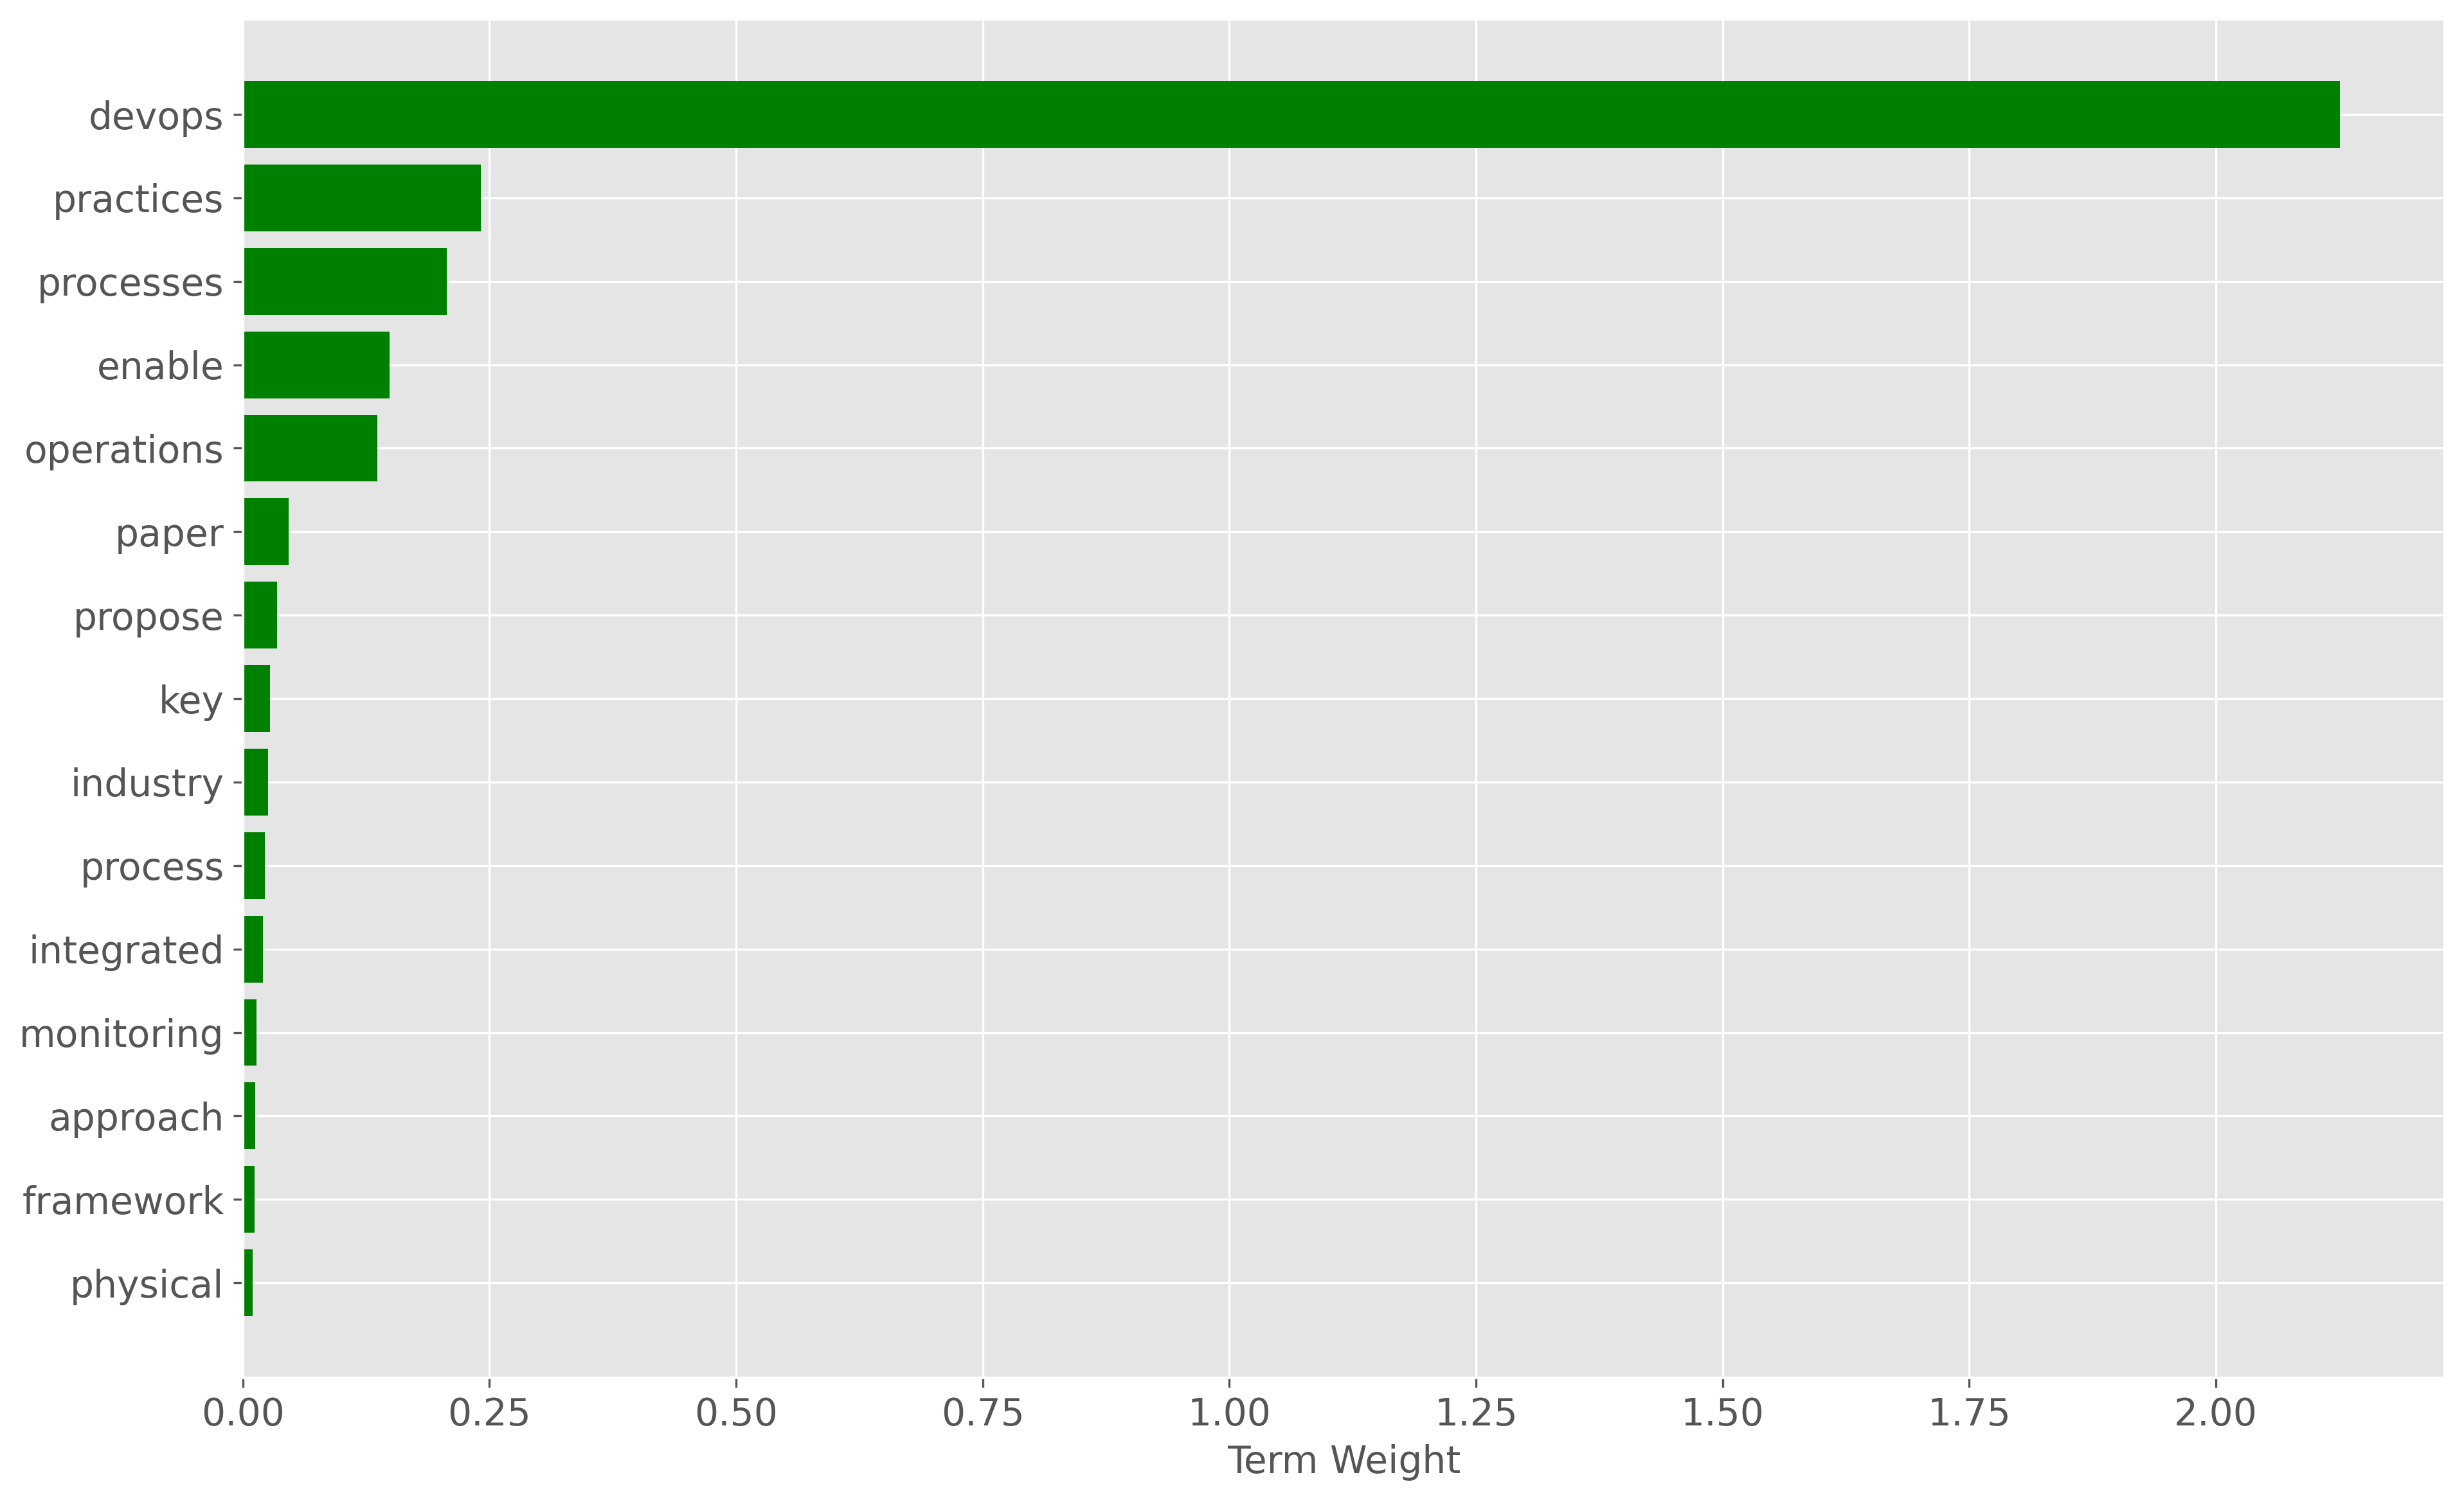 devops
practices
processes
enable
operations
paper
propose
key
industry
process
integrated
monitoring
approach
framework
physical
0.00 0.25 0.50 0.75 1.00 1.25 1.50 1.75 2.00
Term Weight